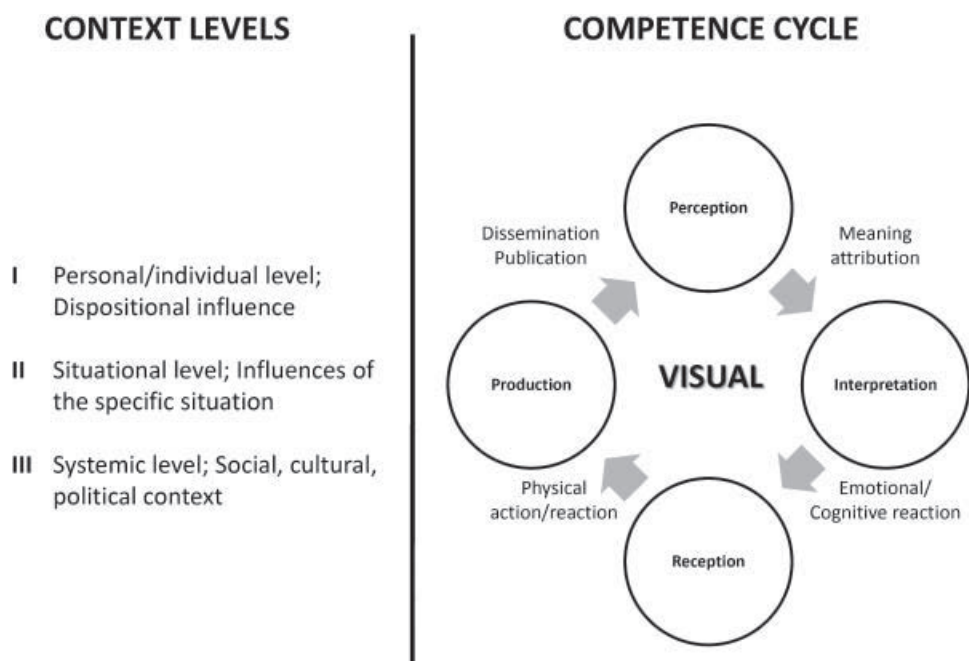 CONTEXT LEVELS
I Personal/individual level;
Dispositional influence
II Situational level; Influences of
the specific situation
III Systemic level; Social, cultural,
political context
COMPETENCE CYCLE
Perception
Dissemination
Publication
Meaning
attribution
Production
VISUAL
Interpretation
Physical
action/reaction
Emotional/
Cognitive reaction
Reception